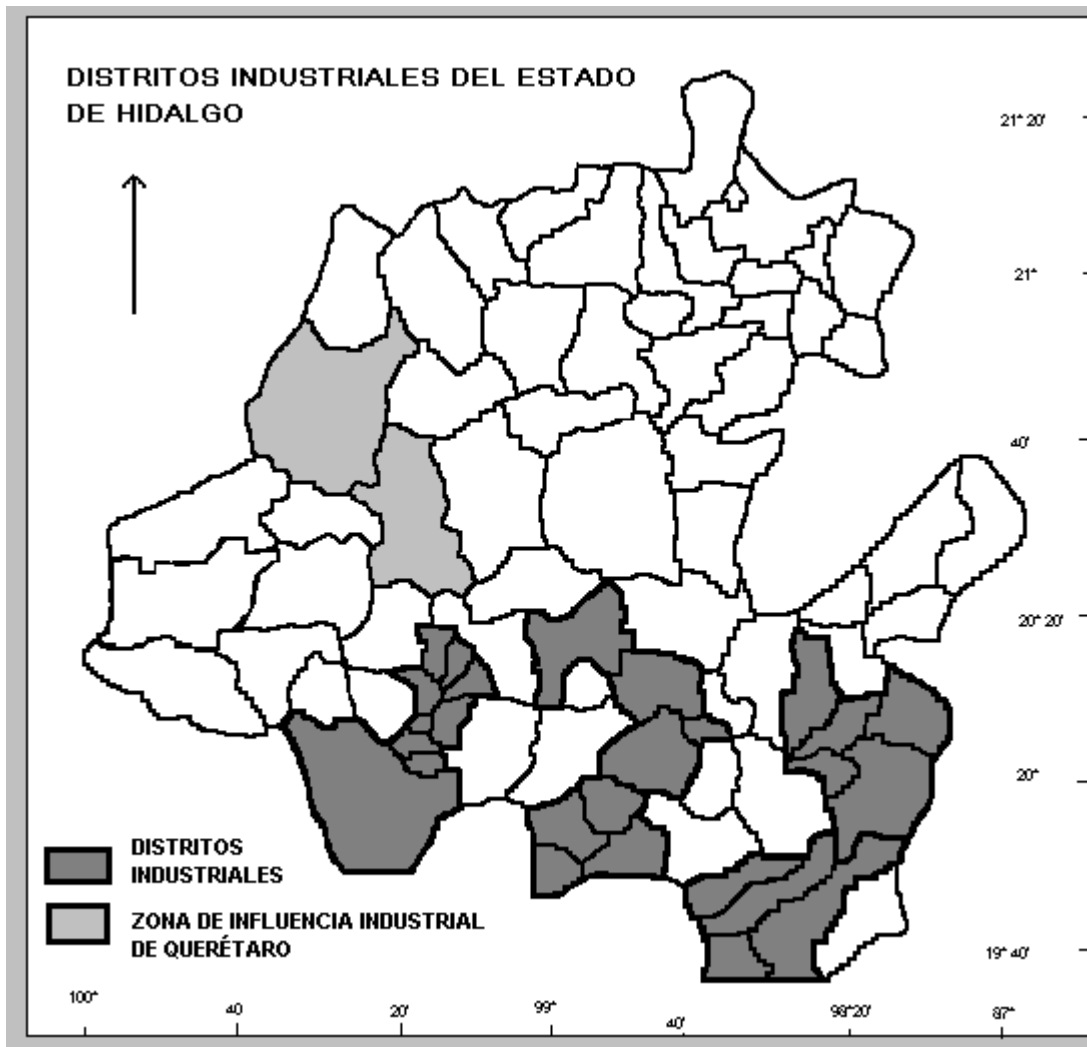 DISTRITOS INDUSTRIALES DEL ESTADO
DE HIDALGO
21° 20'
21°
40'
20° 20'
20°
19° 40'
DISTRITOS
INDUSTRIALES
ZONA DE INFLUENCIA INDUSTRIAL
DE QUERÉTARO
100°
40
20'
99°
40'
98°20'
87°